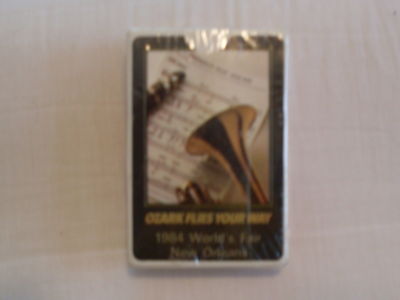 OZARK FLIES YOUR WAY
1984 World's Fair
New Orleans